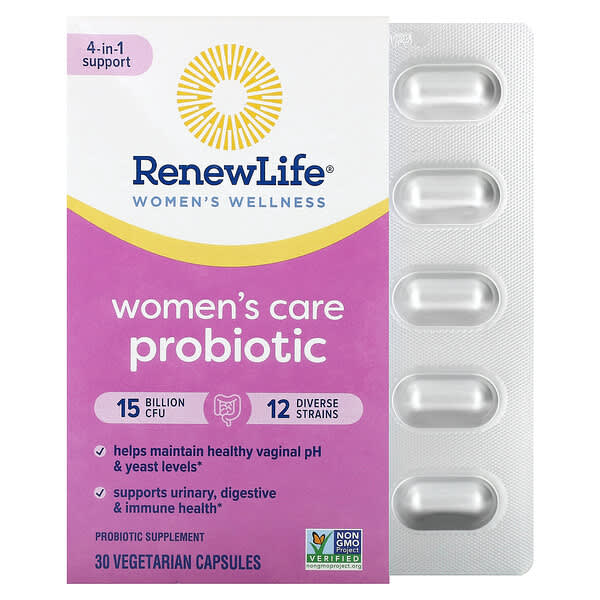 4-in-1
support
RenewLife®
WOMEN'S WELLNESS
women's care
probiotic
15 BILLION CFU
12 DIVERSE STRAINS
helps maintain healthy vaginal pH
& yeast levels*
supports urinary, digestive
& immune health*
PROBIOTIC SUPPLEMENT
30 VEGETARIAN CAPSULES
NON
GMO
Project
VERIFIED
nongmoproject.org